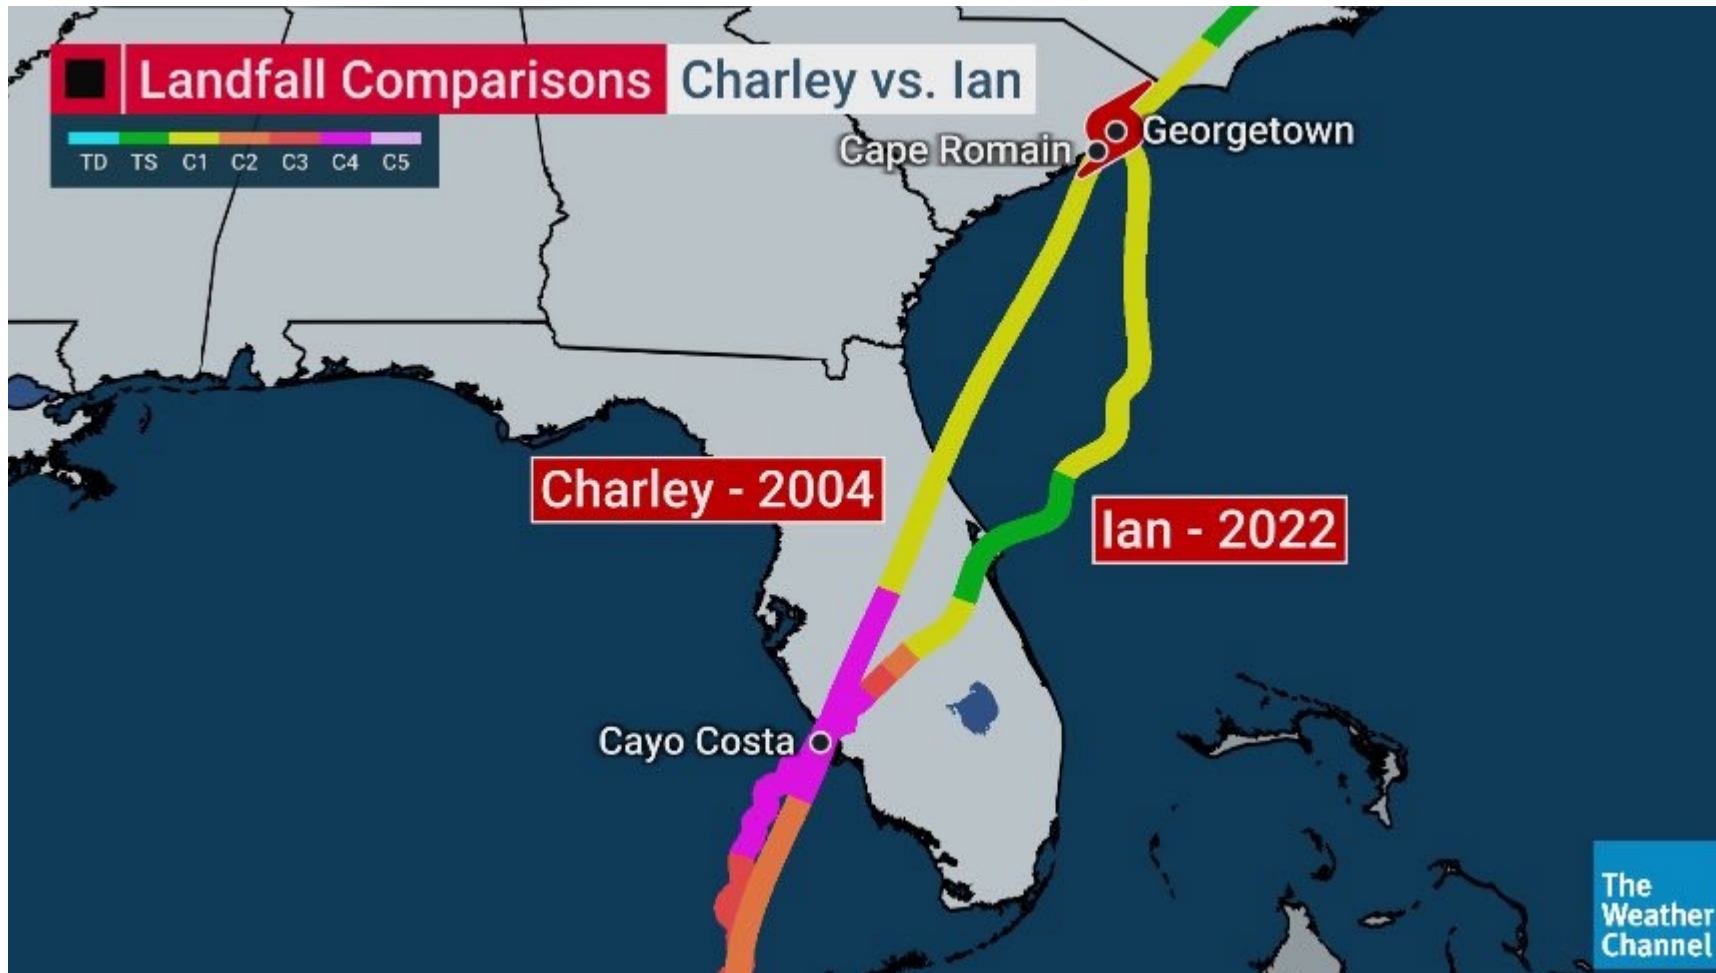 Landfall Comparisons Charley vs. Ian
TD TS C1 C2 C3 C4 C5
Georgetown
Cape Romain
Charley - 2004
Ian - 2022
Cayo Costa
The
Weather
Channel